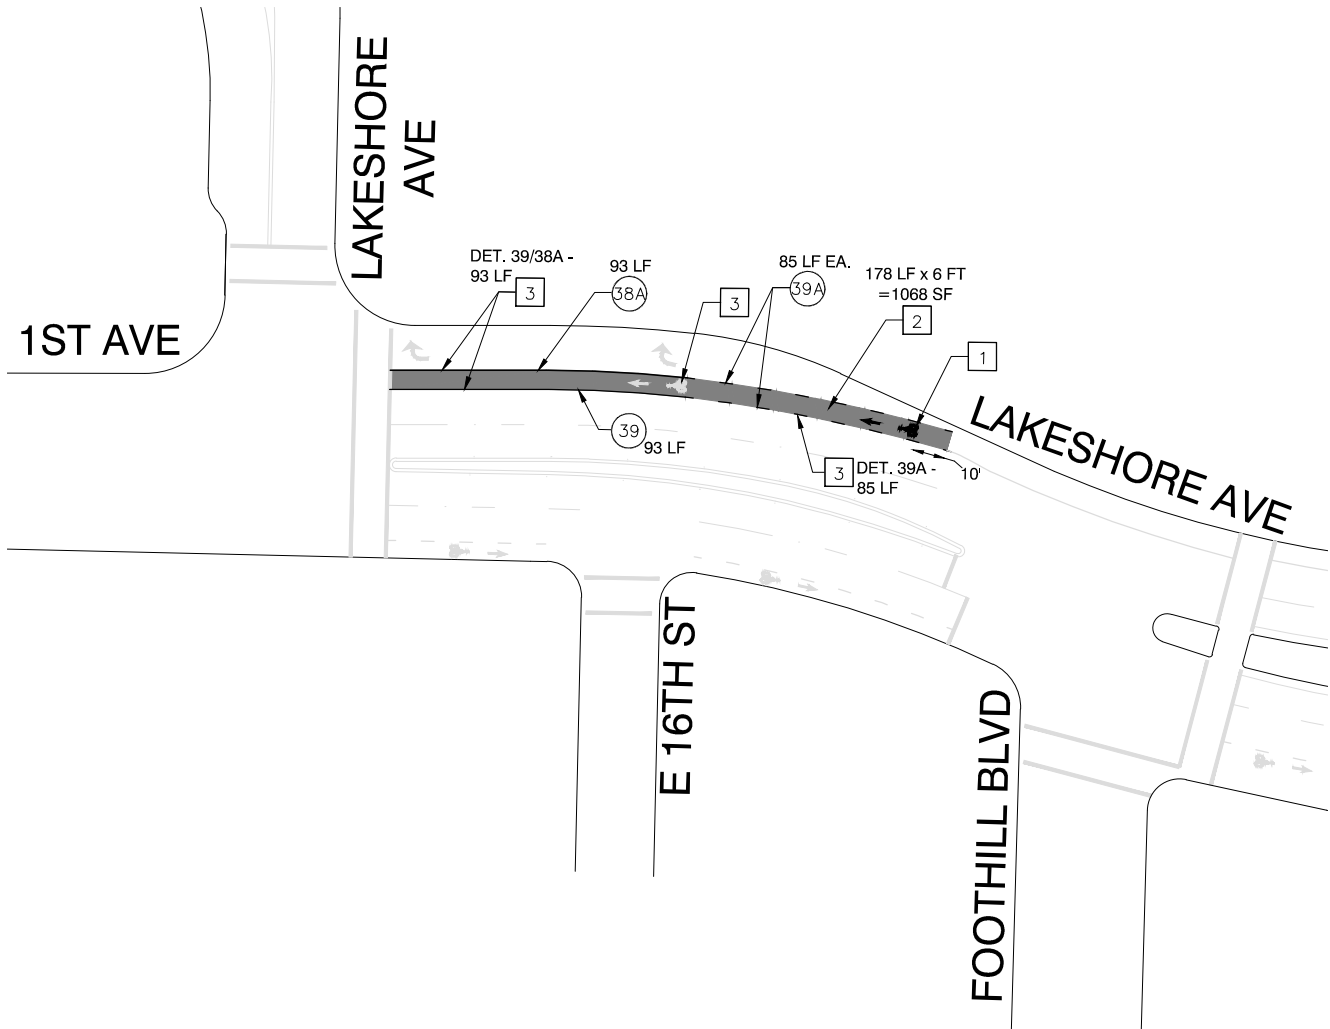 LAKESHORE
AVE
1ST AVE
DET. 39/38A -
93 LF
3
93 LF
38A
3
85 LF EA.
39A
178 LF x 6 FT
=1068 SF
2
1
39
93 LF
3
DET. 39A -
85 LF
10'
LAKESHORE AVE
E 16TH ST
FOOTHILL BLVD